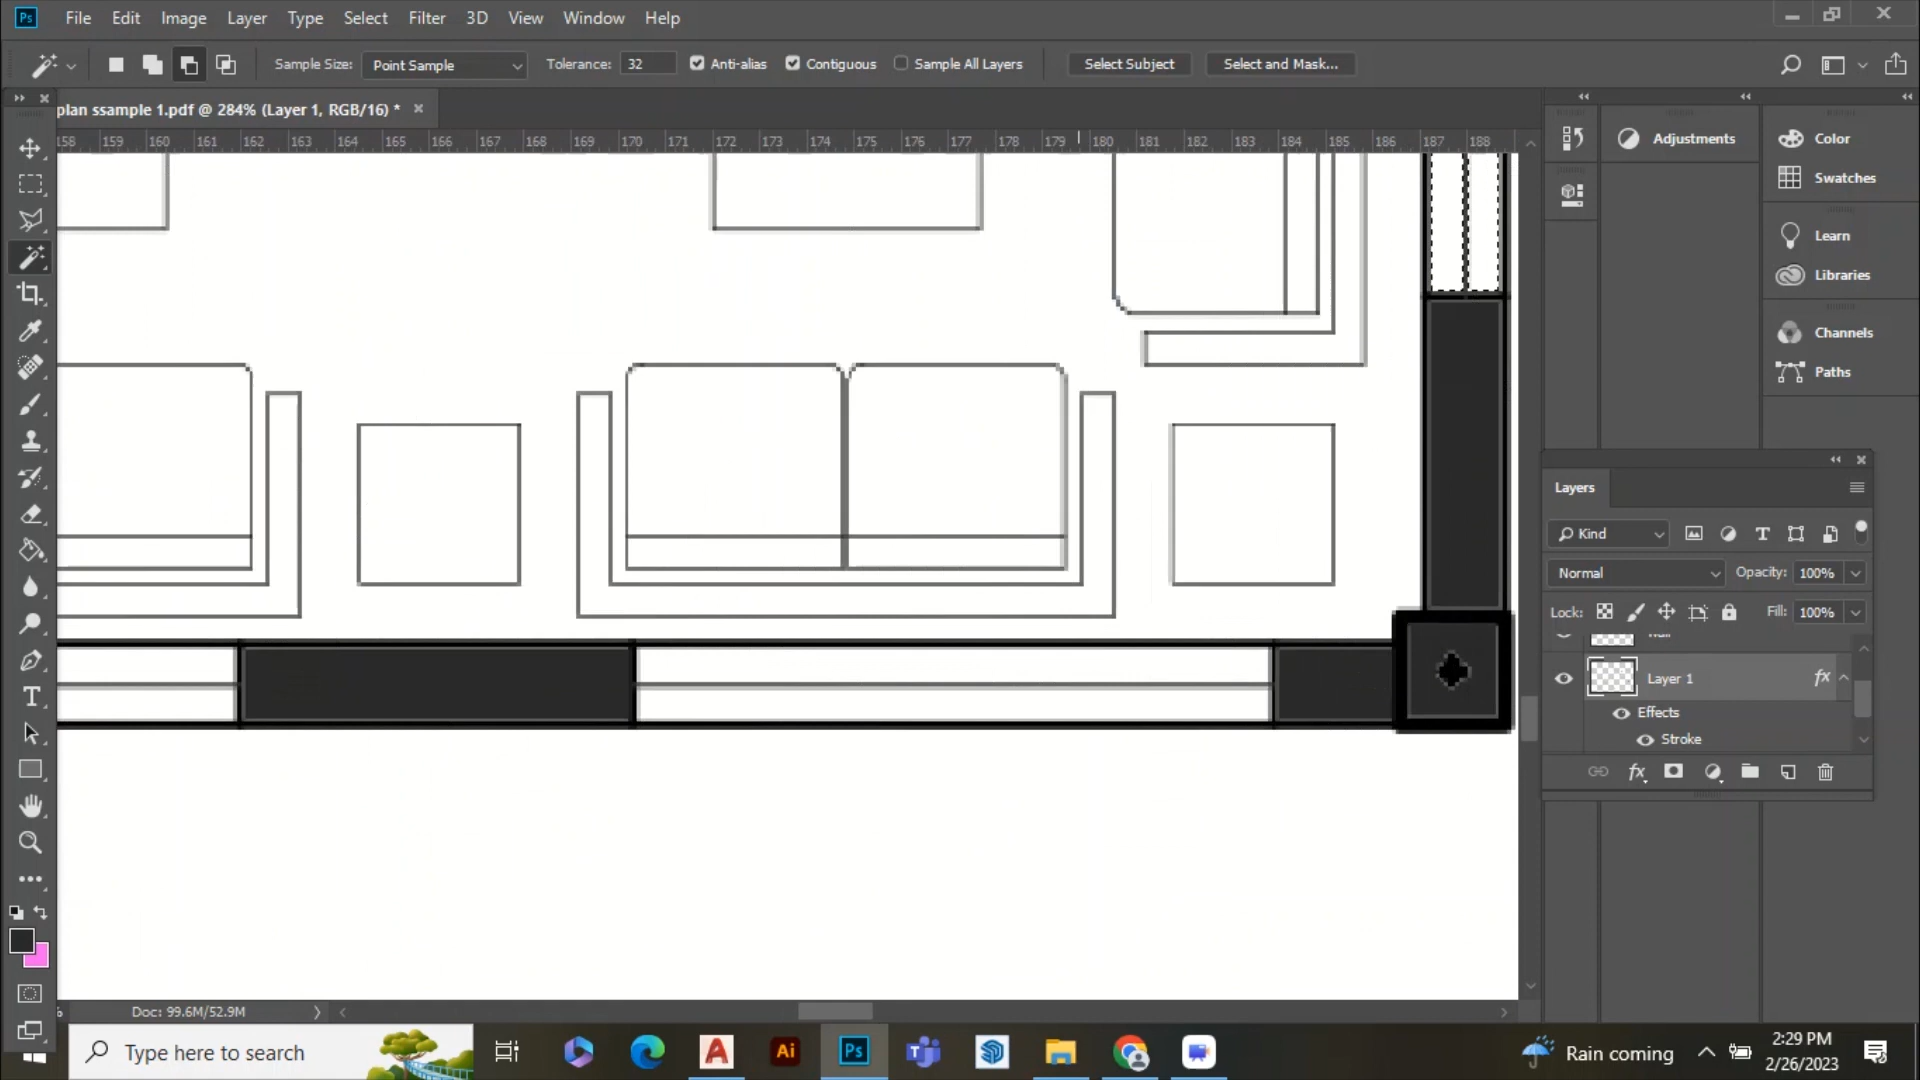 Ps File Edit Image Layer Type Select Filter 3D View Window Help
Sample Size: Point Sample Tolerance: 32 Anti-alias Contiguous Sample All Layers Select Subject Select and Mask...
plan ssample 1.pdf @ 284% (Layer 1, RGB/16) *
158 159 160 161 162 163 164 165 166 167 168 169 170 171 172 173 174 175 176 177 178 179 180 181 182 183 184 185 186 187 188
Adjustments
Color
Swatches
Learn
Libraries
Channels
Paths
Layers
Kind
Normal Opacity: 100%
Lock: Fill: 100%
Layer 1 fx
Effects
Stroke
fx
% Doc: 99.6M/52.9M
Type here to search
Ai Ps
Rain coming
2:29 PM
2/26/2023